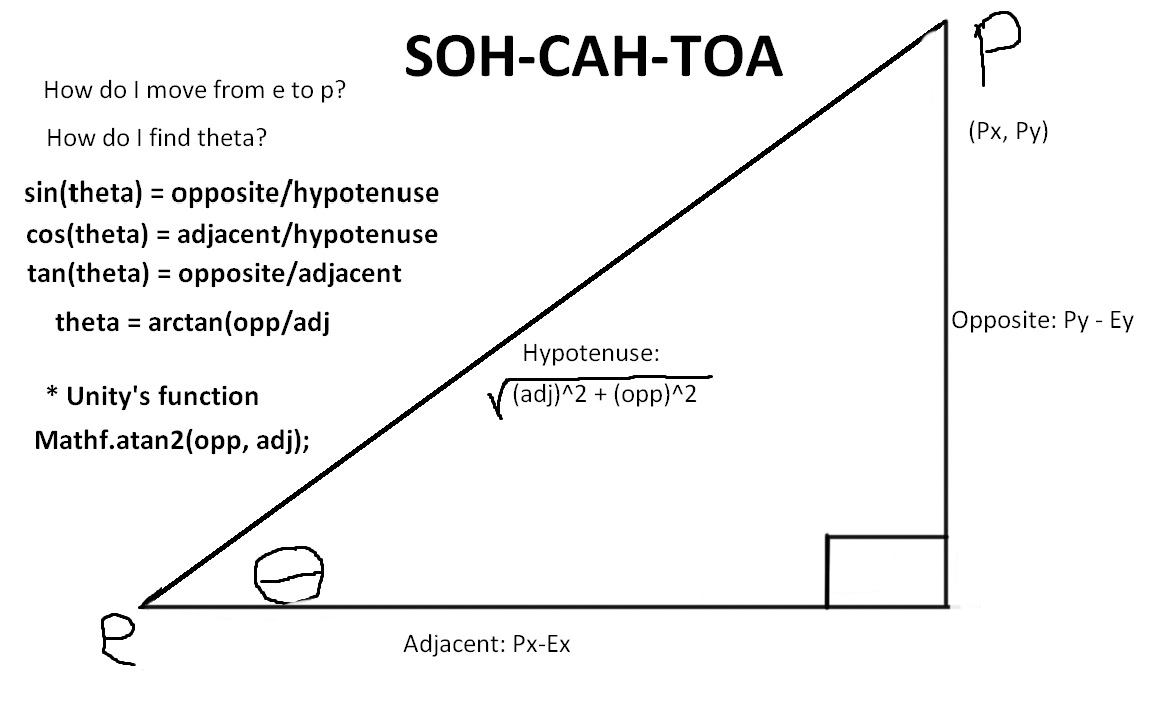 SOH-CAH-TOA
P
How do I move from e to p?
(Px, Py)
How do I find theta?
sin(theta) = opposite/hypotenuse
cos(theta) = adjacent/hypotenuse
tan(theta) = opposite/adjacent
theta = arctan(opp/adj
Opposite: Py - Ey
Hypotenuse:
√(adj)^2 + (opp)^2
* Unity's function
Mathf.atan2(opp, adj);
θ
e
Adjacent: Px-Ex